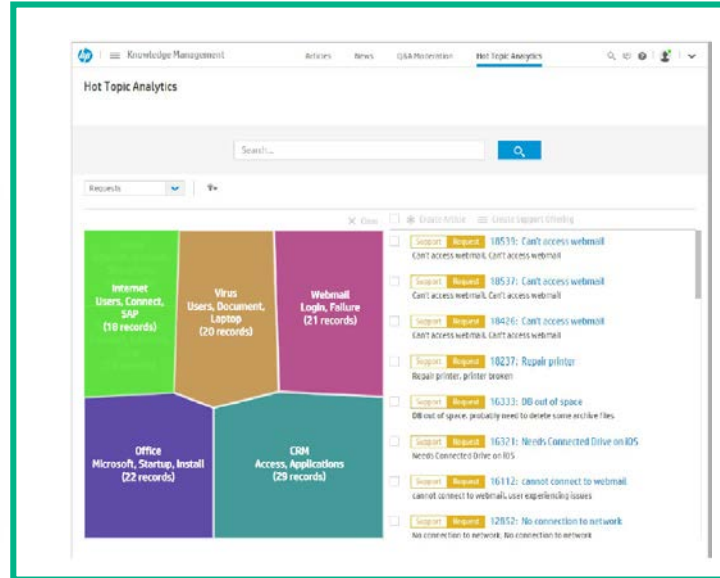 hp
Knowledge Management
Articles
News
Q&A Moderation
Hot Topic Analytics
Hot Topic Analytics
Search...
Requests
Clear
Create Article
Create Support Offering
Internet
Users, Connect,
SAP
(18 records)
Virus
Users, Document,
Laptop
(20 records)
Webmail
Login, Failure
(21 records)
Office
Microsoft, Startup, Install
(22 records)
CRM
Access, Applications
(29 records)
Support Request 18539: Can't access webmail
Can't access webmail, Can't access webmail
Support Request 18537: Can't access webmail
Can't access webmail, Can't access webmail
Support Request 18426: Can't access webmail
Can't access webmail, Can't access webmail
Support Request 18237: Repair printer
Repair printer, printer broken
Support Request 16333: DB out of space
DB out of space, probably need to delete some archive files
Support Request 16321: Needs Connected Drive on iOS
Needs Connected Drive on iOS
Support Request 16112: cannot connect to webmail
cannot connect to webmail, user experiencing issues
Support Request 12852: No connection to network
No connection to network, No connection to network